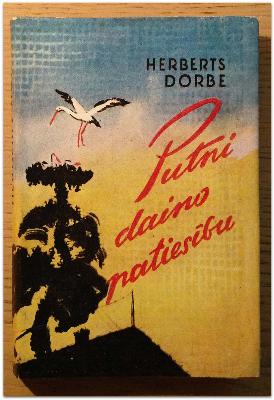 HERBERTS
DORBE
Putni
daino
patiesību